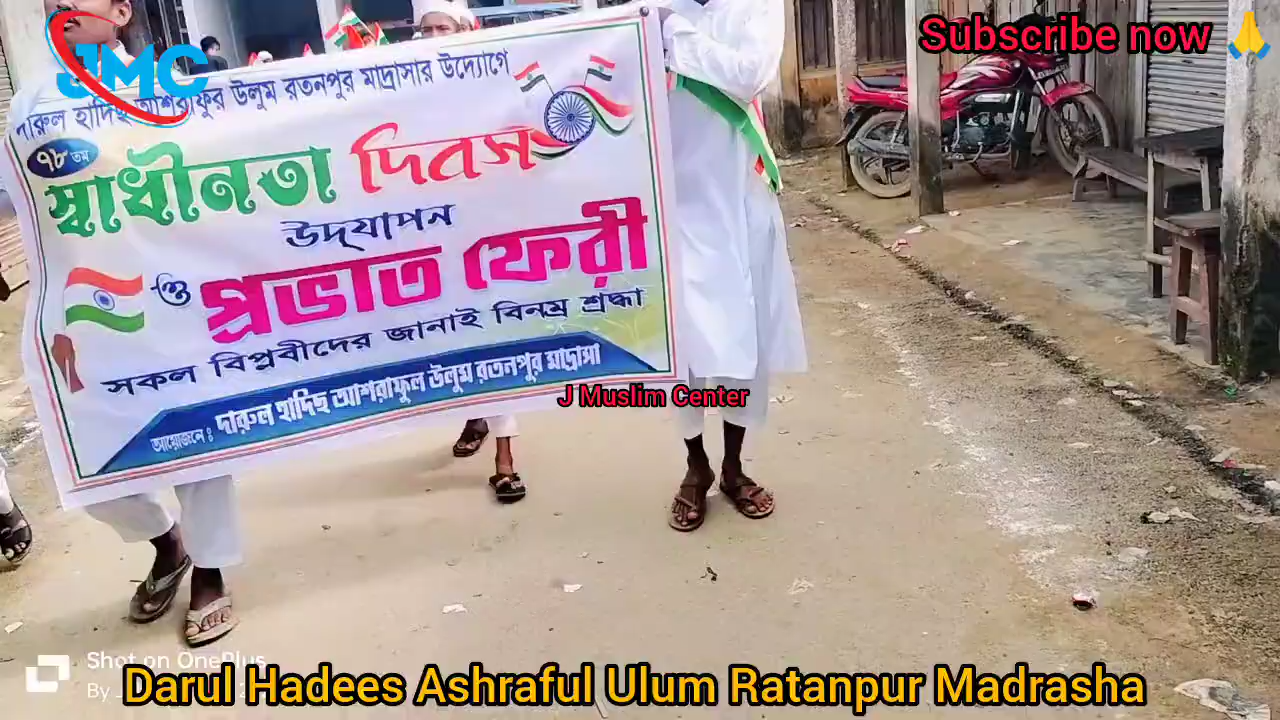 JMC
Subscribe now 🙏
দারুল হাদিছ আশরাফুর উলুম রতনপুর মাদ্রাসার উদ্যোগে
৭৮ তম
স্বাধীনতা দিবস
উদ্‌যাপন
ও প্রভাত ফেরী
সকল বিপ্লবীদের জানাই বিনম্র শ্রদ্ধা
আয়োজনে : দারুল হাদিছ আশরাফুল উলুম রতনপুর মাদ্রাসা
J Muslim Center
Shot on OnePlus
By J
Darul Hadees Ashraful Ulum Ratanpur Madrasha